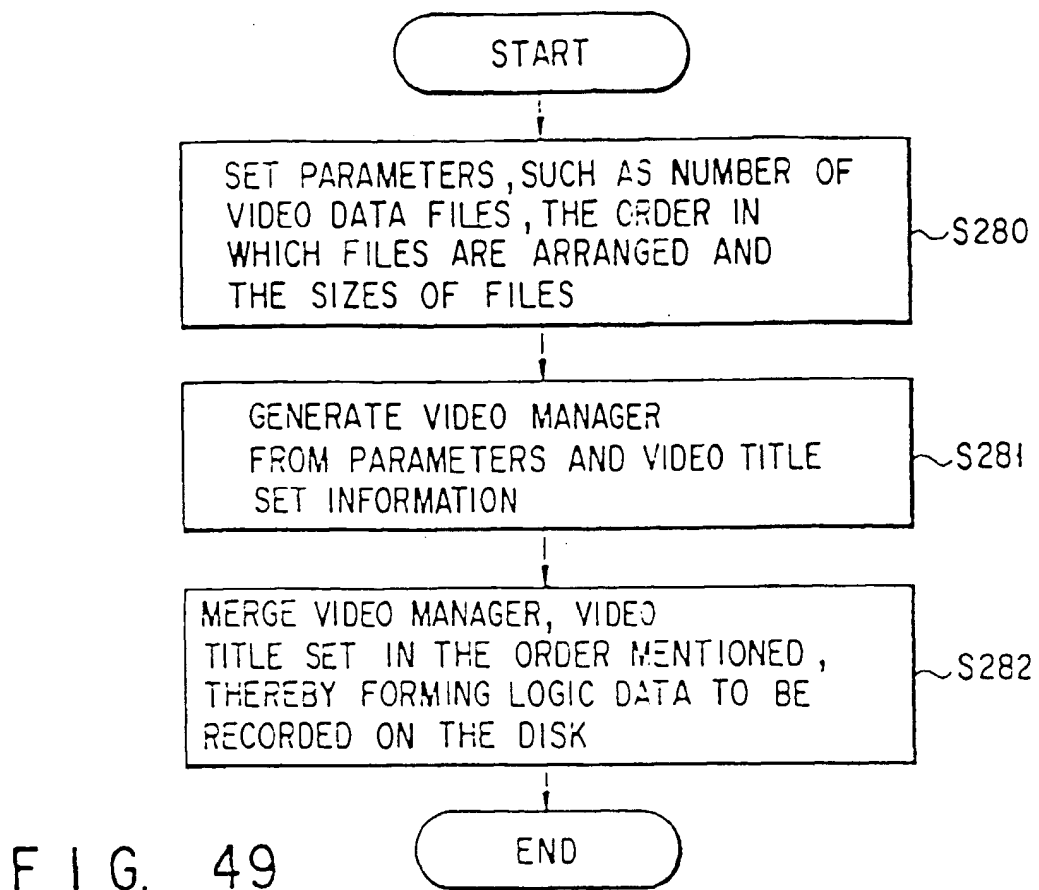 START
SET PARAMETERS, SUCH AS NUMBER OF
VIDEO DATA FILES, THE ORDER IN
WHICH FILES ARE ARRANGED AND
THE SIZES OF FILES
S280
GENERATE VIDEO MANAGER
FROM PARAMETERS AND VIDEO TITLE
SET INFORMATION
S281
MERGE VIDEO MANAGER, VIDEO
TITLE SET IN THE ORDER MENTIONED,
THEREBY FORMING LOGIC DATA TO BE
RECORDED ON THE DISK
S282
END
FIG. 49